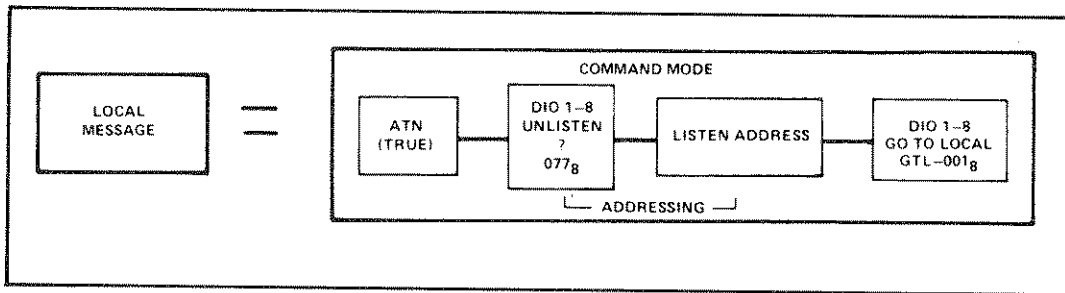 COMMAND MODE
LOCAL
MESSAGE
=
ATN
(TRUE)
DIO 1–8
UNLISTEN
?
077₈
LISTEN ADDRESS
DIO 1–8
GO TO LOCAL
GTL–001₈
ADDRESSING